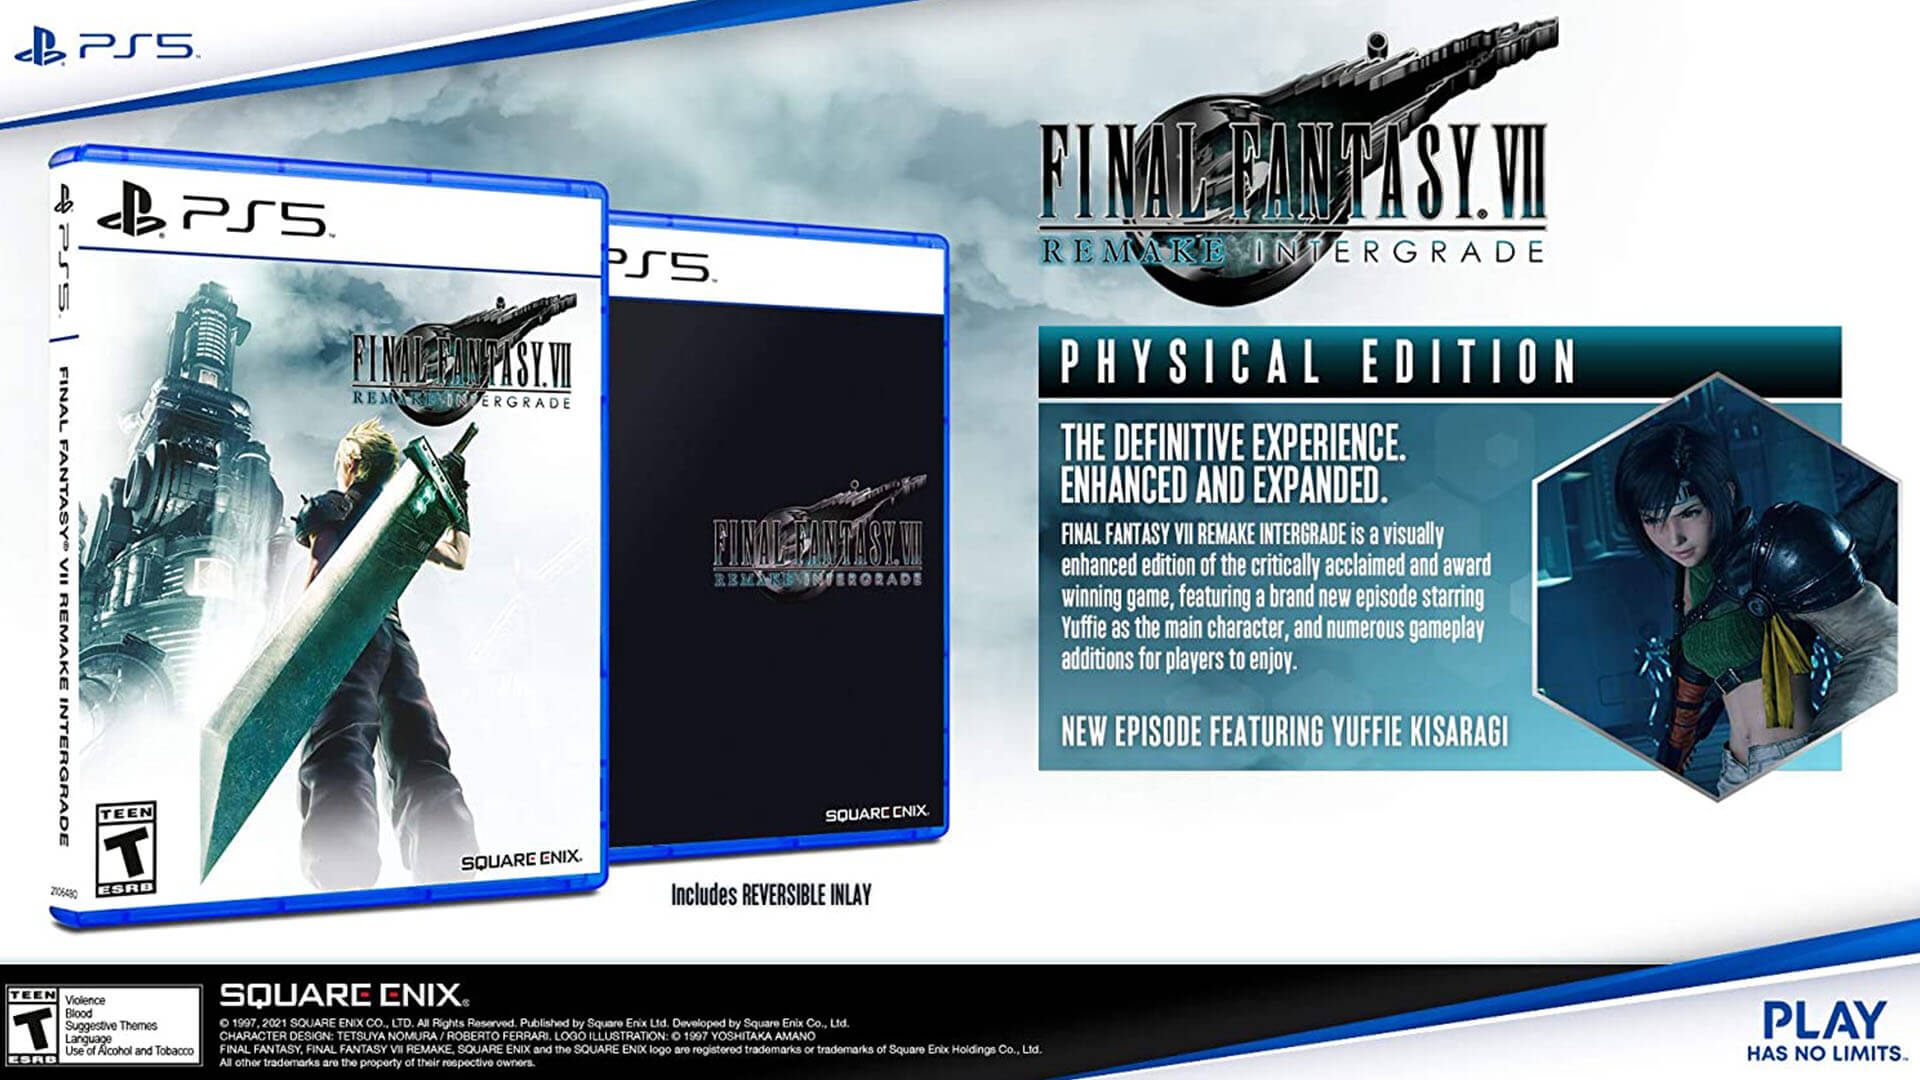 PS5
PS5
PS5
FINAL FANTASY® VII REMAKE INTERGRADE
2106480
FINAL FANTASY. VII
REMAKE INTERGRADE
TEEN
T
ESRB
SQUARE ENIX.
PS5
FINAL FANTASY. VII
REMAKE INTERGRADE
SQUARE ENIX.
Includes REVERSIBLE INLAY
FINAL FANTASY. VII
REMAKE INTERGRADE
PHYSICAL EDITION
THE DEFINITIVE EXPERIENCE.
ENHANCED AND EXPANDED.
FINAL FANTASY VII REMAKE INTERGRADE is a visually
enhanced edition of the critically acclaimed and award
winning game, featuring a brand new episode starring
Yuffie as the main character, and numerous gameplay
additions for players to enjoy.
NEW EPISODE FEATURING YUFFIE KISARAGI
TEEN
T
ESRB
Violence
Blood
Suggestive Themes
Language
Use of Alcohol and Tobacco
SQUARE ENIX®
© 1997, 2021 SQUARE ENIX CO., LTD. All Rights Reserved. Published by Square Enix Ltd. Developed by Square Enix Co., Ltd.
CHARACTER DESIGN: TETSUYA NOMURA / ROBERTO FERRARI. LOGO ILLUSTRATION: © 1997 YOSHITAKA AMANO
FINAL FANTASY, FINAL FANTASY VII REMAKE, SQUARE ENIX and the SQUARE ENIX logo are registered trademarks or trademarks of Square Enix Holdings Co., Ltd.
All other trademarks are the property of their respective owners.
PLAY
HAS NO LIMITS™